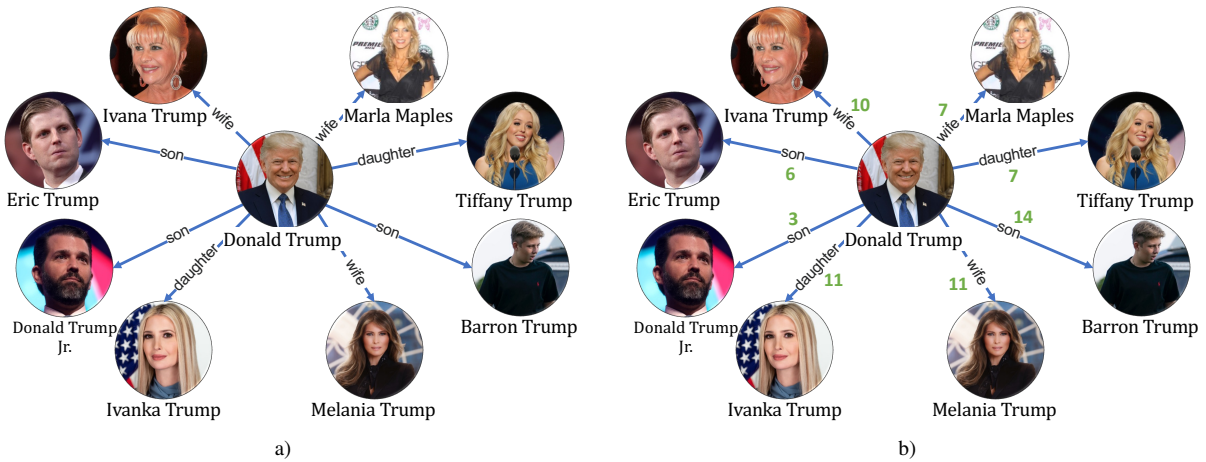 wife
wife
Ivana Trump
Marla Maples
son
daughter
Eric Trump
Tiffany Trump
Donald Trump
son
son
daughter
wife
Donald Trump
Jr.
Barron Trump
Ivanka Trump
Melania Trump
a)
10
7
wife
wife
Ivana Trump
Marla Maples
son
daughter
6
7
Eric Trump
Tiffany Trump
3
14
son
son
Donald Trump
daughter
wife
11
11
Donald Trump
Jr.
Barron Trump
Ivanka Trump
Melania Trump
b)